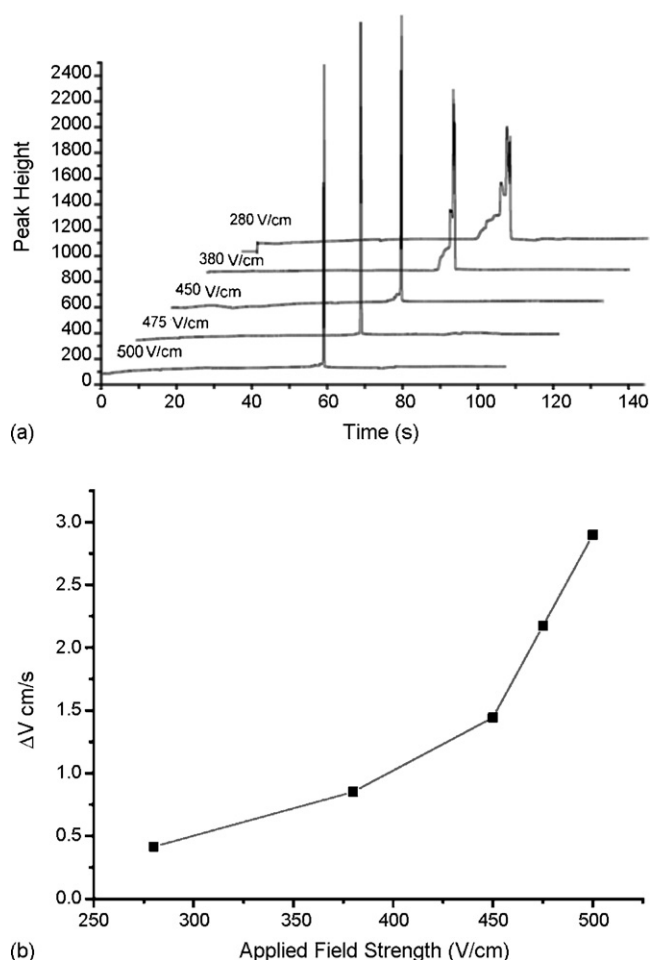 2400
2200
2000
1800
1600
1400
1200
1000
800
600
400
200
0
Peak Height
280 V/cm
380 V/cm
450 V/cm
475 V/cm
500 V/cm
0 20 40 60 80 100 120 140
(a) Time (s)
3.0
2.5
2.0
1.5
1.0
0.5
0.0
ΔV cm/s
250 300 350 400 450 500
(b) Applied Field Strength (V/cm)